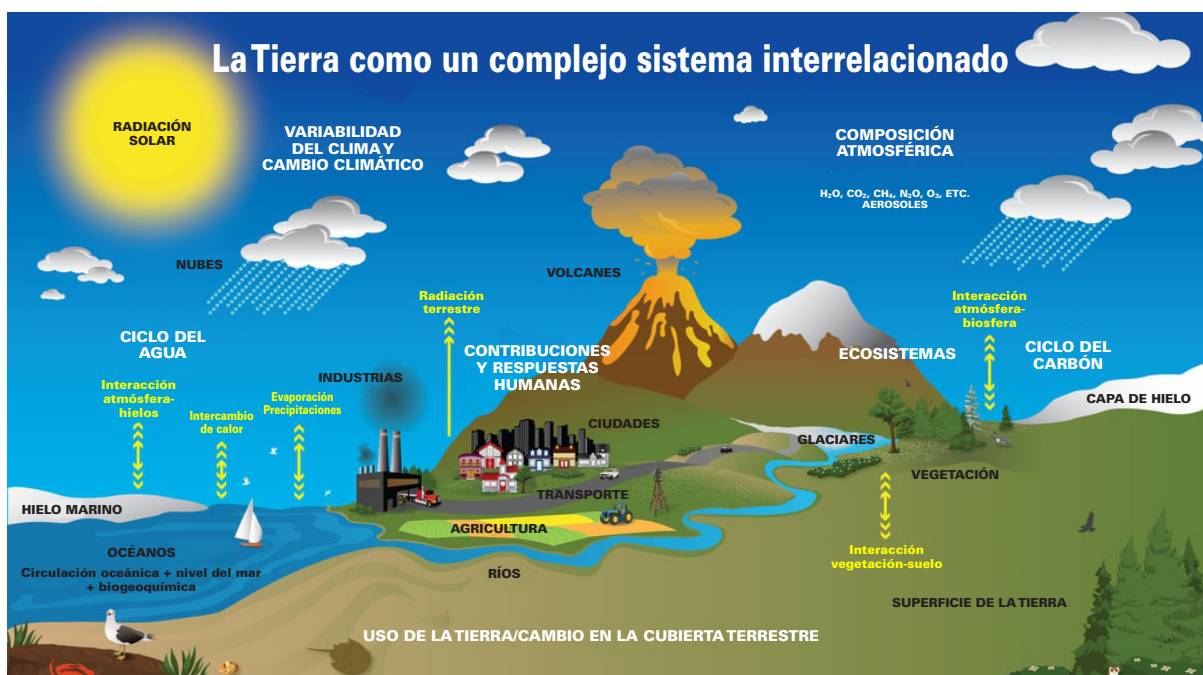 La Tierra como un complejo sistema interrelacionado
RADIACIÓN
SOLAR
VARIABILIDAD
DEL CLIMA Y
CAMBIO CLIMÁTICO
COMPOSICIÓN
ATMOSFÉRICA
H₂O, CO₂, CH₄, N₂O, O₃, ETC.
AEROSOLES
NUBES
VOLCANES
Radiación
terrestre
Interacción
atmósfera-
biosfera
CICLO DEL
AGUA
CONTRIBUCIONES
Y RESPUESTAS
HUMANAS
ECOSISTEMAS
CICLO DEL
CARBÓN
INDUSTRIAS
Interacción
atmósfera-
hielos
Intercambio
de calor
Evaporación
Precipitaciones
CAPA DE HIELO
CIUDADES
GLACIARES
VEGETACIÓN
TRANSPORTE
HIELO MARINO
AGRICULTURA
OCÉANOS
Circulación oceánica + nivel del mar
+ biogeoquímica
RÍOS
Interacción
vegetación-suelo
SUPERFICIE DE LA TIERRA
USO DE LA TIERRA/CAMBIO EN LA CUBIERTA TERRESTRE